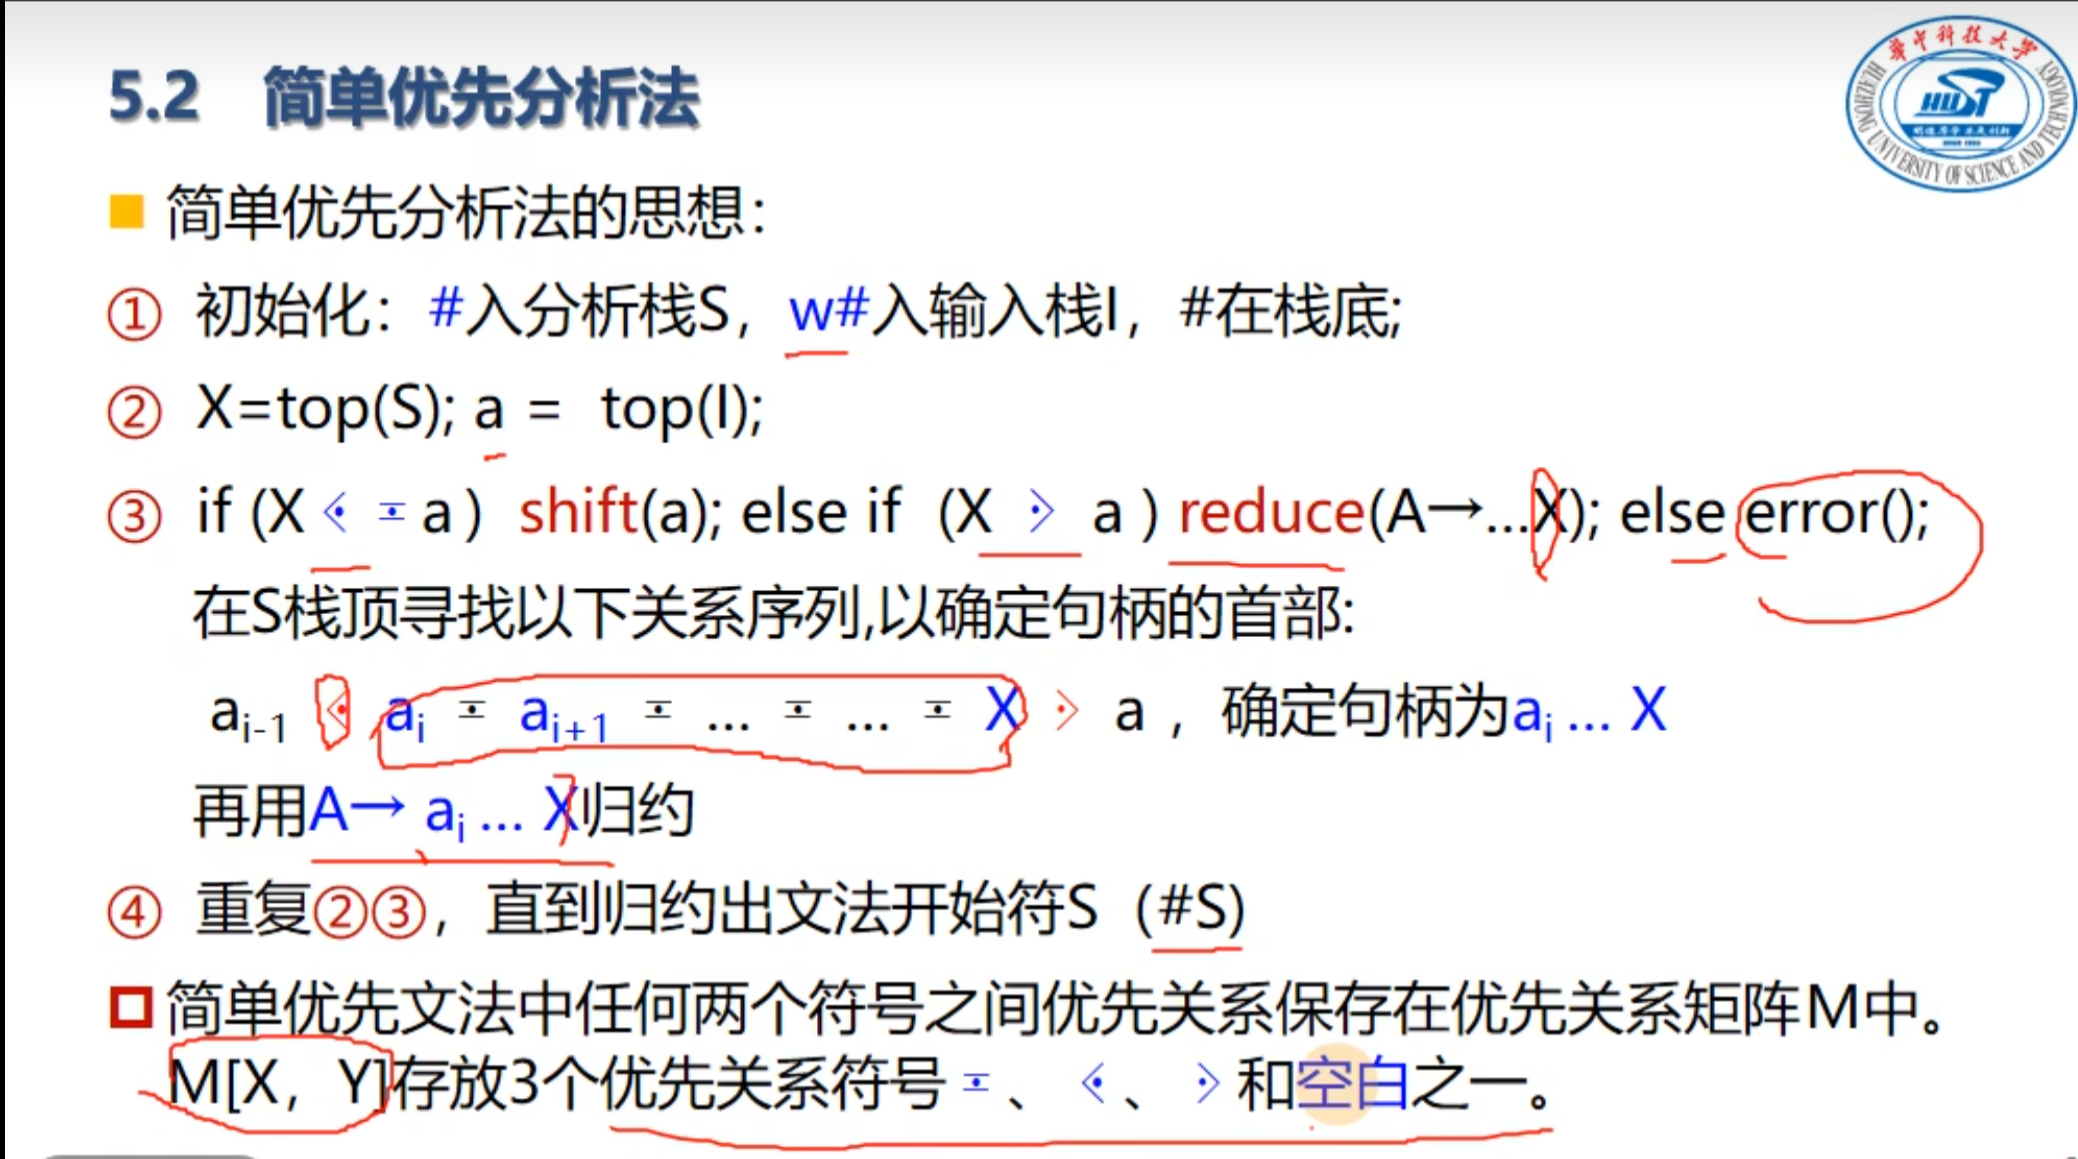 5.2 简单优先分析法
華中科技大学
HUAZHONG UNIVERSITY OF SCIENCE AND TECHNOLOGY
HUST
简单优先分析法的思想：
① 初始化：#入分析栈S，w#入输入栈I，#在栈底;
② X=top(S); a = top(I);
③ if (X ⋖ ≐ a) shift(a); else if (X ⋗ a) reduce(A→...X); else error();
在S栈顶寻找以下关系序列,以确定句柄的首部:
aᵢ₋₁ ⋖ aᵢ ≐ aᵢ₊₁ ≐ ... ≐ ... ≐ X ⋗ a，确定句柄为aᵢ... X
再用A→ aᵢ... X归约
④ 重复②③，直到归约出文法开始符S（#S)
简单优先文法中任何两个符号之间优先关系保存在优先关系矩阵M中。
M[X，Y]存放3个优先关系符号≐、⋖、⋗和空白之一。